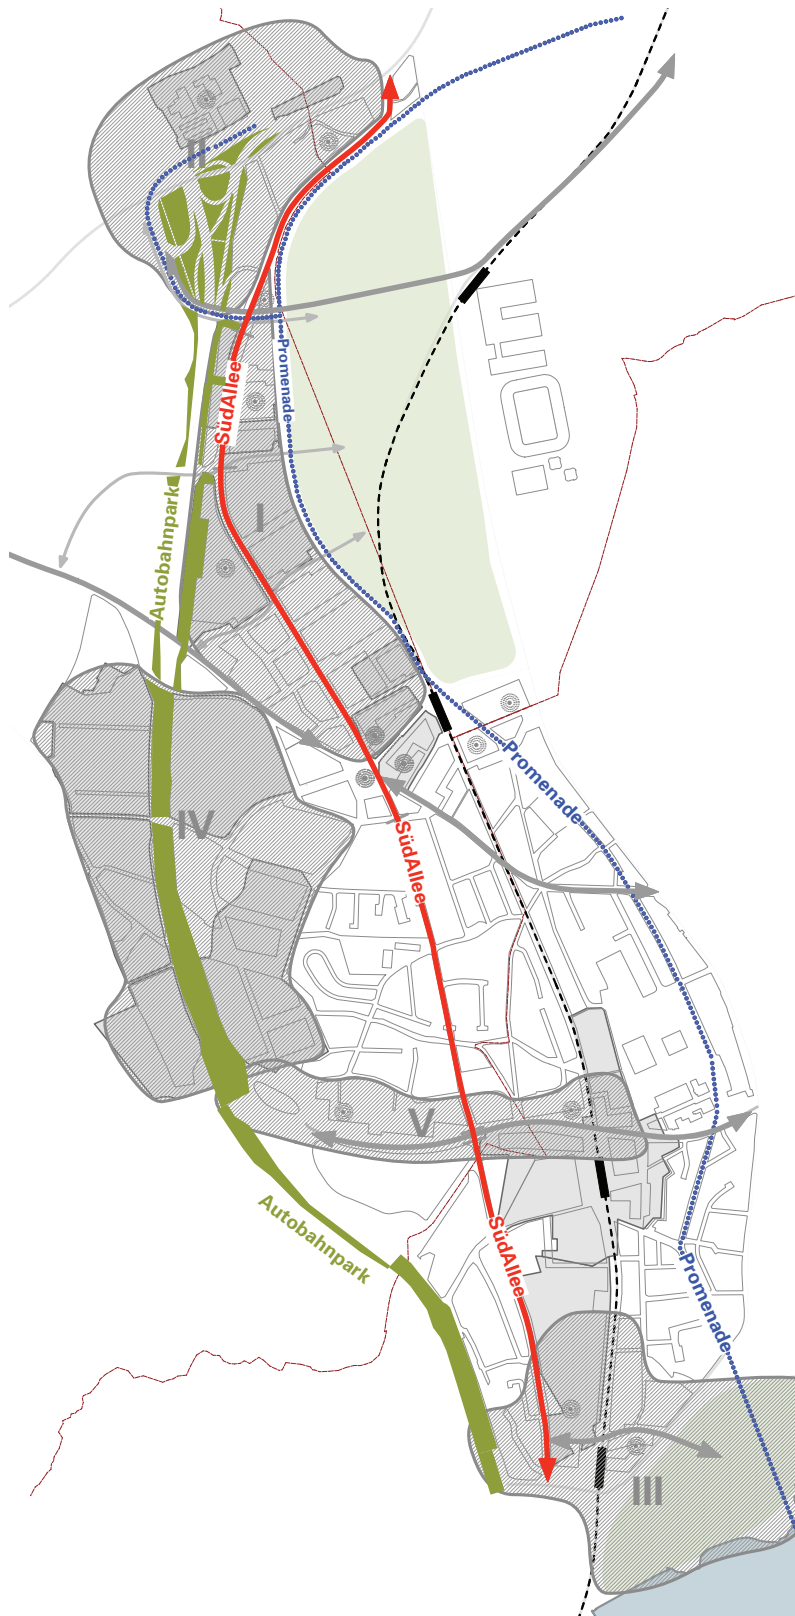 II
SüdAllee
Promenade
Autobahnpark
I
Promenade
IV
SüdAllee
V
Autobahnpark
SüdAllee
Promenade
III